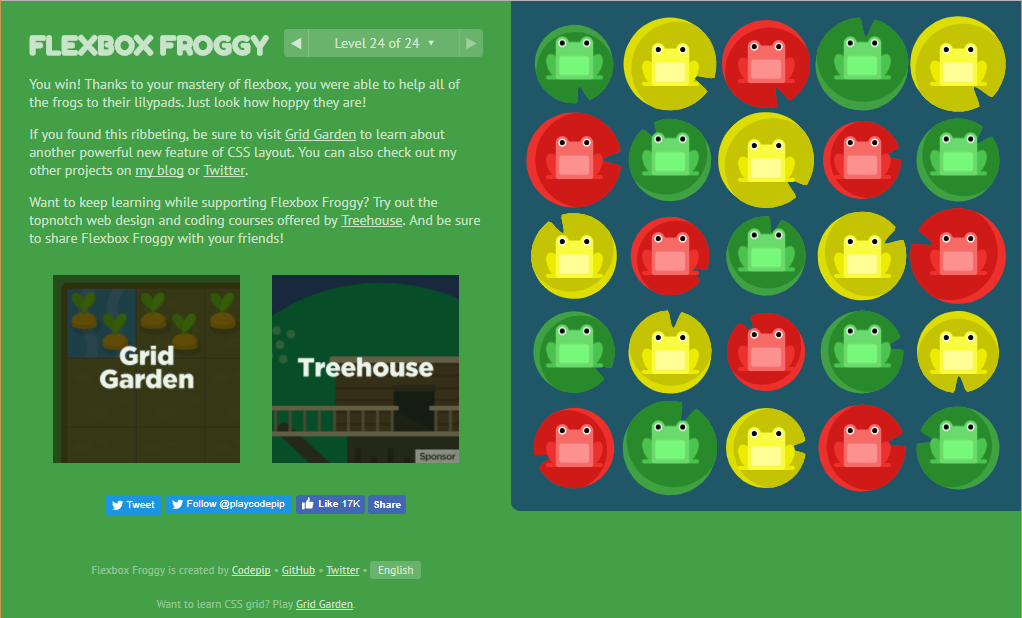 FLEXBOX FROGGY
◀ Level 24 of 24 ▼ ▶
You win! Thanks to your mastery of flexbox, you were able to help all of
the frogs to their lilypads. Just look how hoppy they are!
If you found this ribbeting, be sure to visit Grid Garden to learn about
another powerful new feature of CSS layout. You can also check out my
other projects on my blog or Twitter.
Want to keep learning while supporting Flexbox Froggy? Try out the
topnotch web design and coding courses offered by Treehouse. And be sure
to share Flexbox Froggy with your friends!
Grid
Garden
Treehouse
Sponsor
Tweet
Follow @playcodepip
Like 17K
Share
Flexbox Froggy is created by Codepip • GitHub • Twitter • English
Want to learn CSS grid? Play Grid Garden.